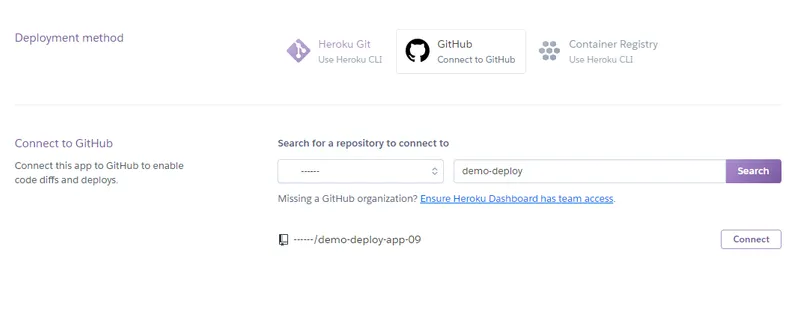 Deployment method
Heroku Git
Use Heroku CLI
GitHub
Connect to GitHub
Container Registry
Use Heroku CLI
Connect to GitHub
Connect this app to GitHub to enable
code diffs and deploys.
Search for a repository to connect to
------
demo-deploy
Search
Missing a GitHub organization? Ensure Heroku Dashboard has team access.
------/demo-deploy-app-09
Connect